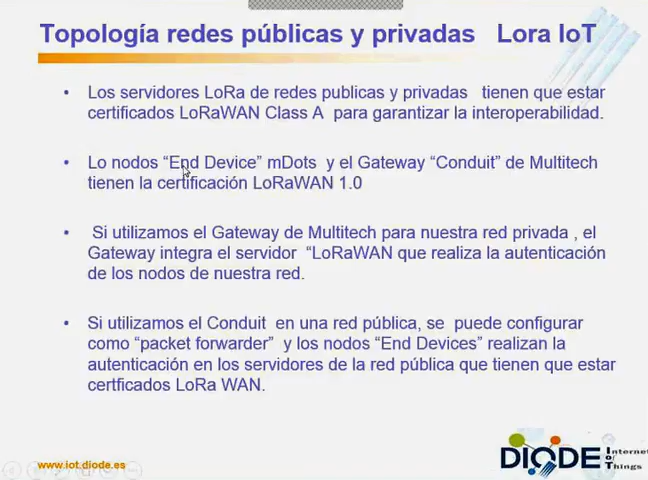 Topología redes públicas y privadas Lora IoT
• Los servidores LoRa de redes publicas y privadas tienen que estar
certificados LoRaWAN Class A para garantizar la interoperabilidad.
• Lo nodos “End Device” mDots y el Gateway “Conduit” de Multitech
tienen la certificación LoRaWAN 1.0
• Si utilizamos el Gateway de Multitech para nuestra red privada , el
Gateway integra el servidor “LoRaWAN que realiza la autenticación
de los nodos de nuestra red.
• Si utilizamos el Conduit en una red pública, se puede configurar
como “packet forwarder” y los nodos “End Devices” realizan la
autenticación en los servidores de la red pública que tienen que estar
certficados LoRa WAN.
www.iot.diode.es
DIODE
Internet
of
Things